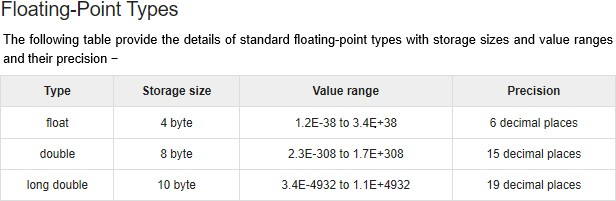 Floating-Point Types
The following table provide the details of standard floating-point types with storage sizes and value ranges
and their precision −
Type Storage size Value range Precision
float 4 byte 1.2E-38 to 3.4E+38 6 decimal places
double 8 byte 2.3E-308 to 1.7E+308 15 decimal places
long double 10 byte 3.4E-4932 to 1.1E+4932 19 decimal places